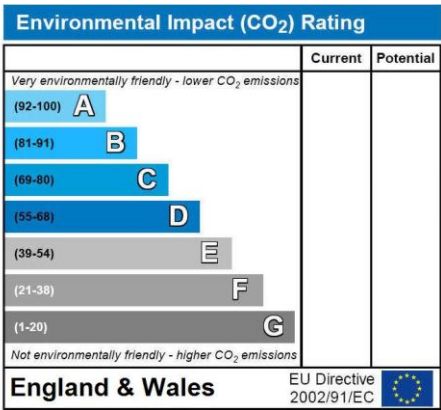 Environmental Impact (CO₂) Rating
Current Potential
Very environmentally friendly - lower CO₂ emissions
(92-100) A
(81-91) B
(69-80) C
(55-68) D
(39-54) E
(21-38) F
(1-20) G
Not environmentally friendly - higher CO₂ emissions
England & Wales
EU Directive
2002/91/EC